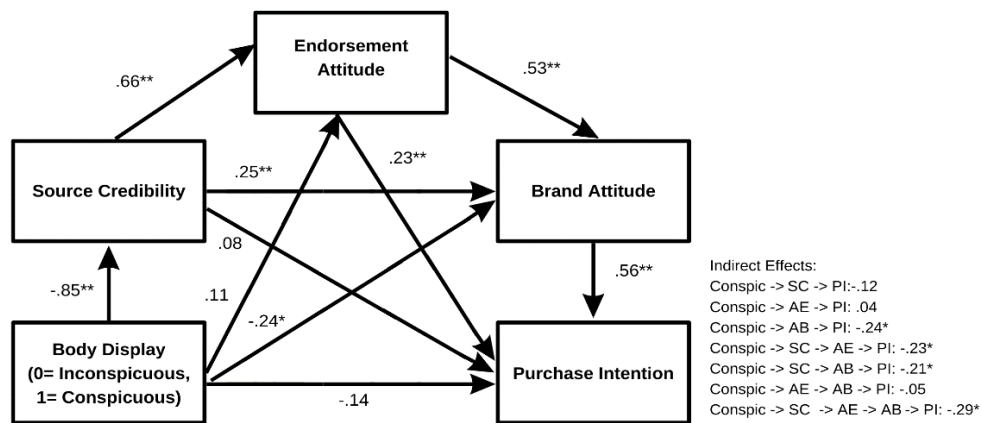 Endorsement
Attitude
.66**
.53**
Source Credibility
.25**
.23**
Brand Attitude
.08
-.85**
.11
-.24*
.56**
Body Display
(0= Inconspicuous,
1= Conspicuous)
-.14
Purchase Intention
Indirect Effects:
Conspic -> SC -> PI:-.12
Conspic -> AE -> PI: .04
Conspic -> AB -> PI: -.24*
Conspic -> SC -> AE -> PI: -.23*
Conspic -> SC -> AB -> PI: -.21*
Conspic -> AE -> AB -> PI: -.05
Conspic -> SC -> AE -> AB -> PI: -.29*